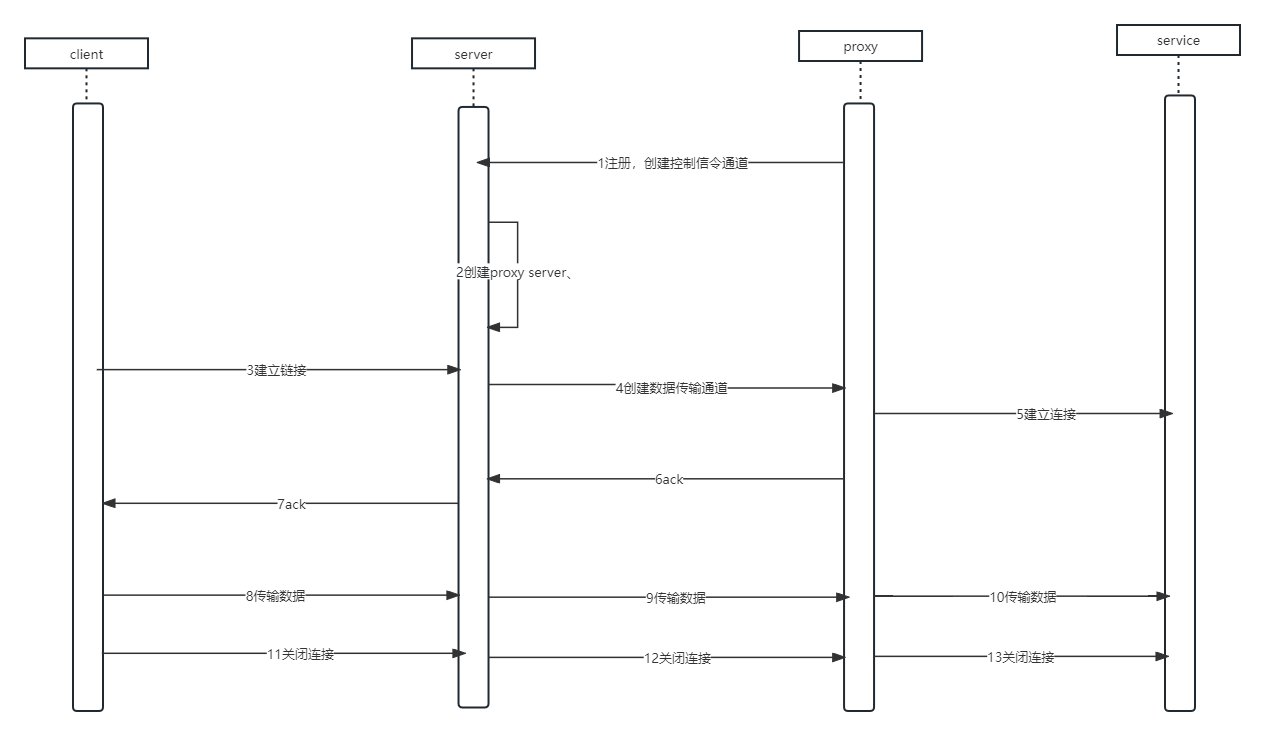 client
server
proxy
service
1注册，创建控制信令通道
2创建proxy server、
3建立链接
4创建数据传输通道
5建立连接
6ack
7ack
8传输数据
9传输数据
10传输数据
11关闭连接
12关闭连接
13关闭连接